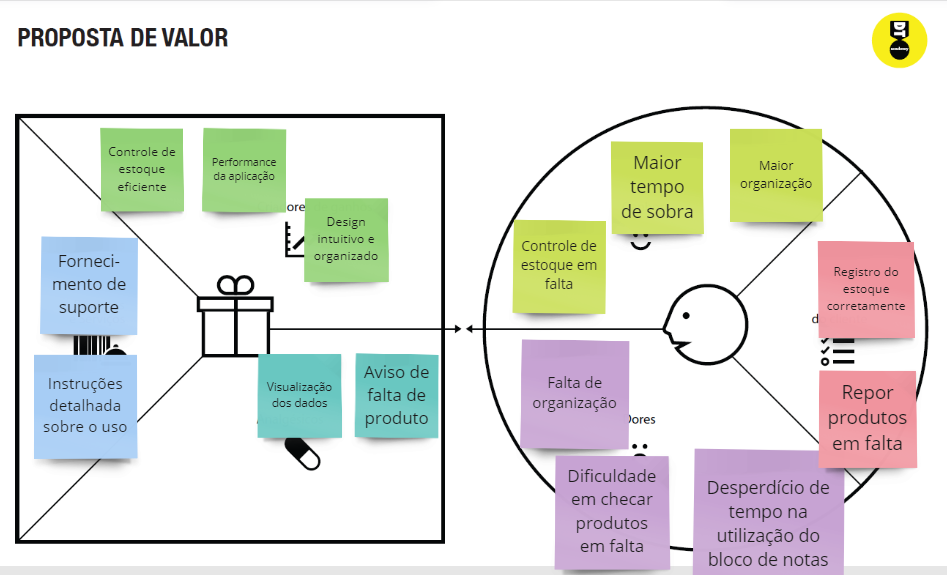 PROPOSTA DE VALOR
DT
academy
Controle de
estoque
eficiente
Performance
da aplicação
ore
Design
intuitivo e
organizado
Forneci-
mento de
suporte
Instruções
detalhada
sobre o uso
Visualização
dos dados
Aviso de
falta de
produto
Maior
tempo
de sobra
Maior
organização
Controle de
estoque em
falta
Registro do
estoque
corretamente
d
Repor
produtos
em falta
Falta de
organização
Dores
Dificuldade
em checar
produtos
em falta
Desperdício de
tempo na
utilização do
bloco de notas